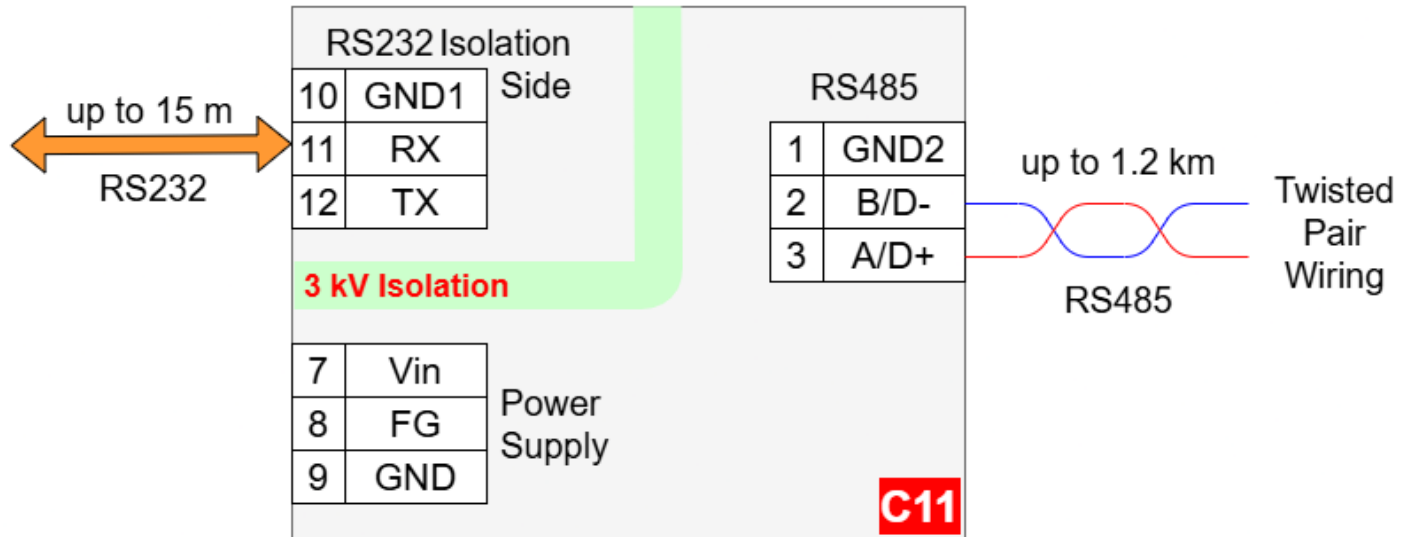 RS232 Isolation
Side
10 GND1
11 RX
12 TX
up to 15 m
RS232
3 kV Isolation
7 Vin
8 FG
9 GND
Power
Supply
RS485
1 GND2
2 B/D-
3 A/D+
up to 1.2 km
RS485
Twisted
Pair
Wiring
C11